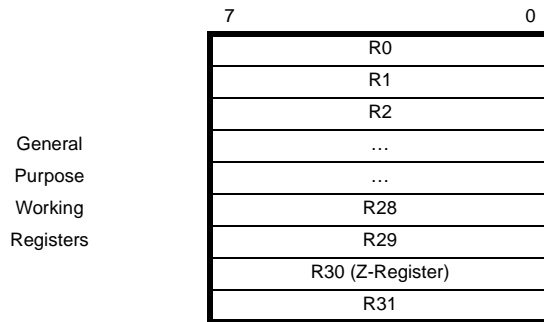 7 0
R0
R1
R2
General …
Purpose …
Working R28
Registers R29
R30 (Z-Register)
R31